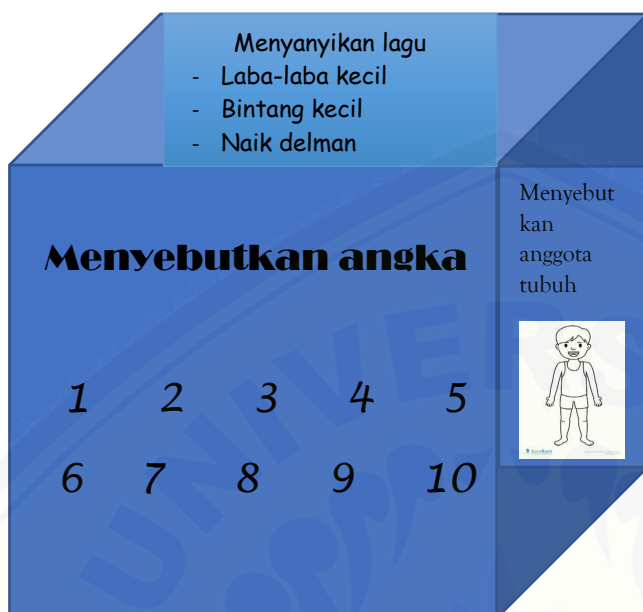 Menyanyikan lagu
- Laba-laba kecil
- Bintang kecil
- Naik delman
Menyebutkan angka
1 2 3 4 5
6 7 8 9 10
Menyebut
kan
anggota
tubuh
UNIVERS